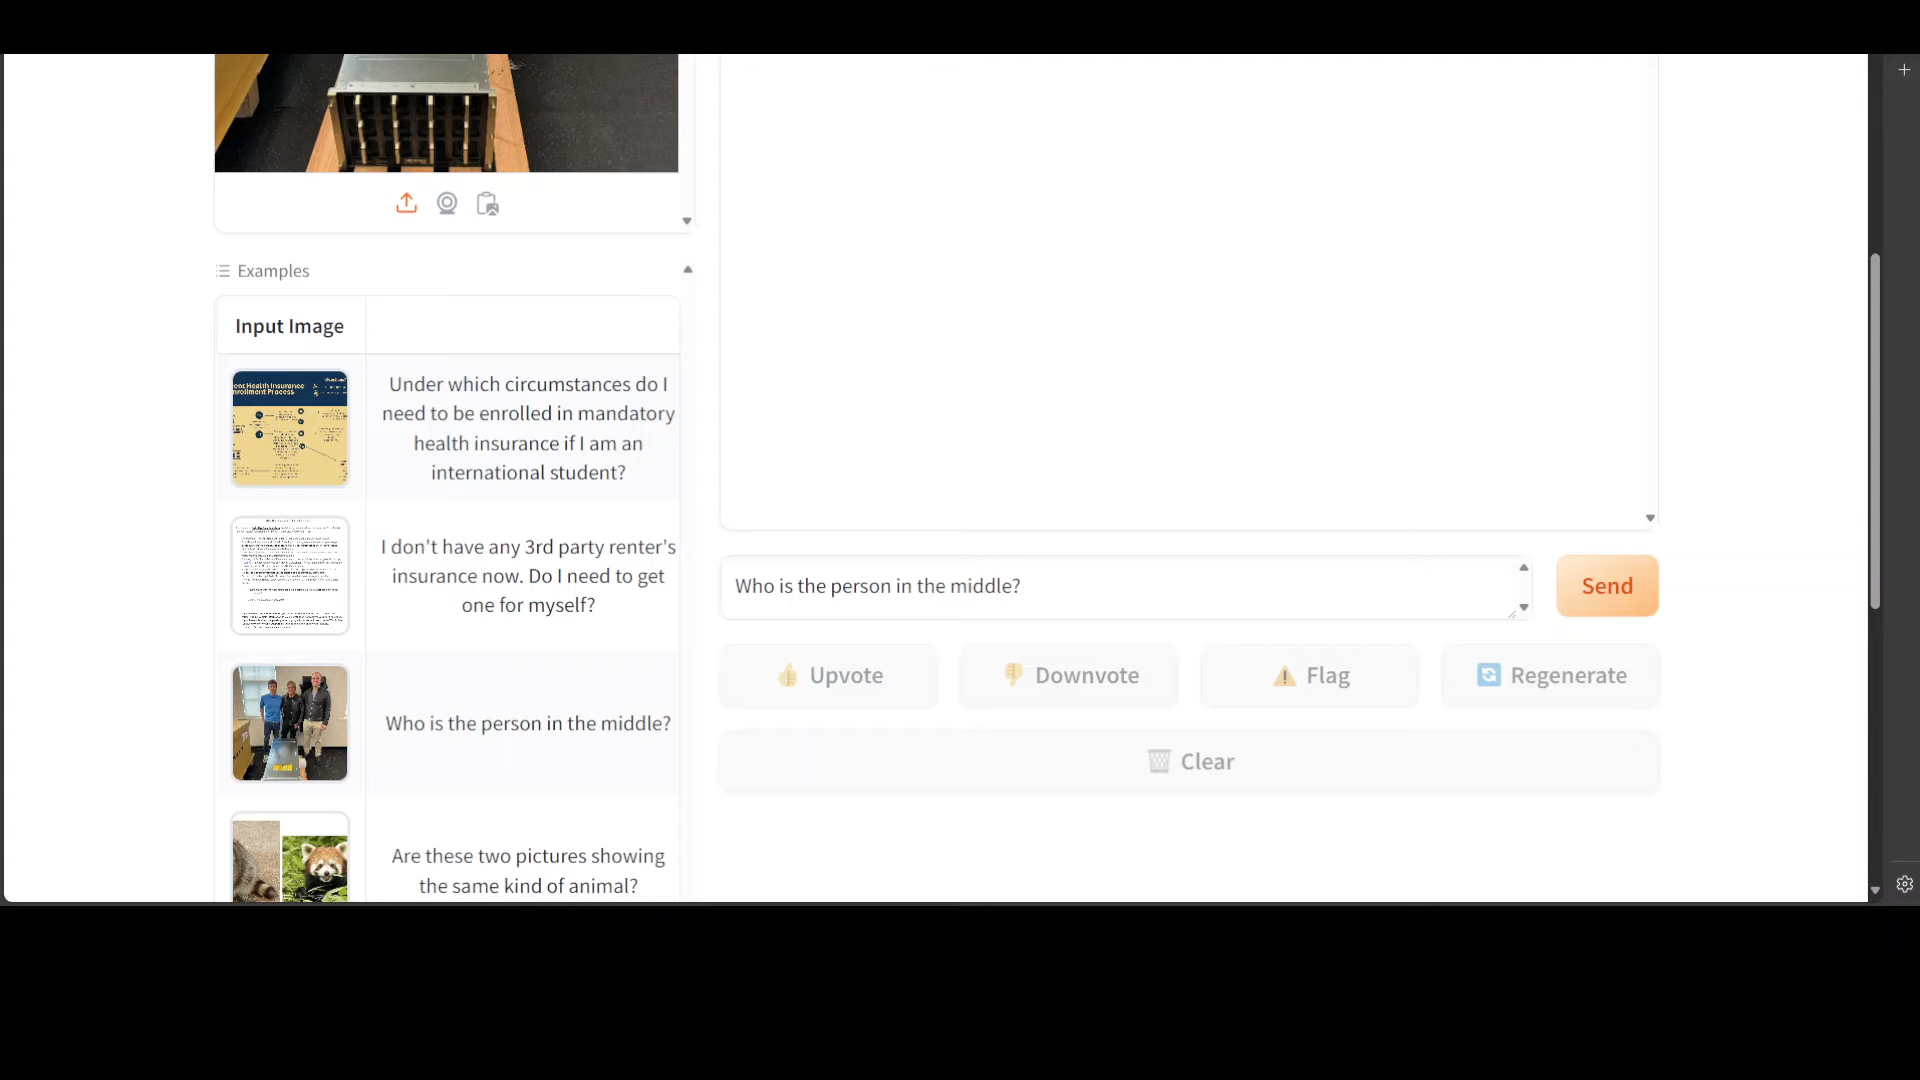 Examples
Input Image
Under which circumstances do I
need to be enrolled in mandatory
health insurance if I am an
international student?
I don't have any 3rd party renter's
insurance now. Do I need to get
one for myself?
Who is the person in the middle?
Are these two pictures showing
the same kind of animal?
Who is the person in the middle?
Send
Upvote
Downvote
Flag
Regenerate
Clear